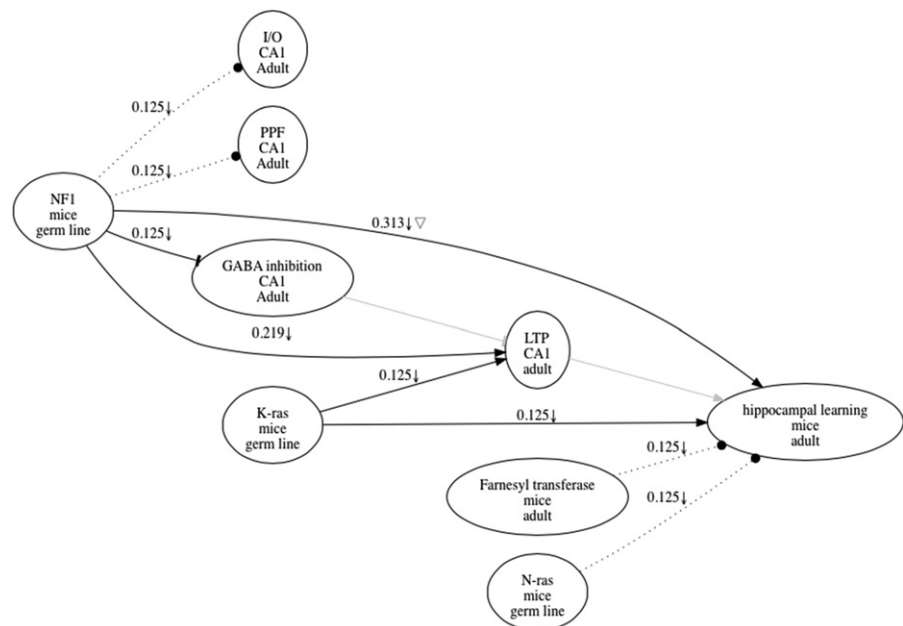 I/O
CA1
Adult
0.125↓
PPF
CA1
Adult
0.125↓
NF1
mice
germ line
0.313↓▽
0.125↓
GABA inhibition
CA1
Adult
0.219↓
LTP
CA1
adult
0.125↓
K-ras
mice
germ line
0.125↓
hippocampal learning
mice
adult
0.125↓
Farnesyl transferase
mice
adult
0.125↓
N-ras
mice
germ line